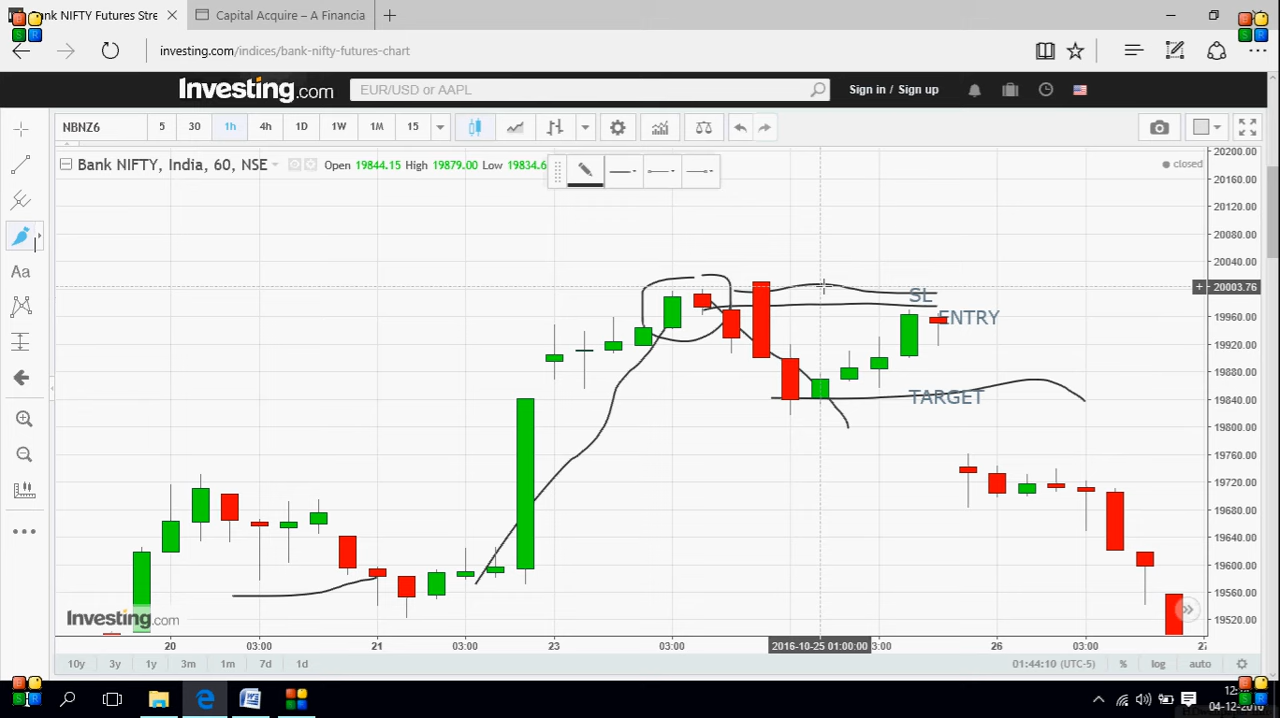 Bank NIFTY Futures Stre
Capital Acquire – A Financia
investing.com/indices/bank-nifty-futures-chart
Investing.com
EUR/USD or AAPL
Sign in / Sign up
NBNZ6 5 30 1h 4h 1D 1W 1M 15
Bank NIFTY, India, 60, NSE Open 19844.15 High 19879.00 Low 19834.6
closed
20200.00
20160.00
20120.00
20080.00
20040.00
20003.76
19960.00
19920.00
19880.00
19840.00
19800.00
19760.00
19720.00
19680.00
19640.00
19600.00
19560.00
19520.00
SL
ENTRY
TARGET
Aa
Investing.com
20 03:00 21 03:00 23 03:00 2016-10-25 01:00:00 3:00 26 03:00 27
10y 3y 1y 3m 1m 7d 1d 01:44:10 (UTC-5) % log auto
04-12-2016